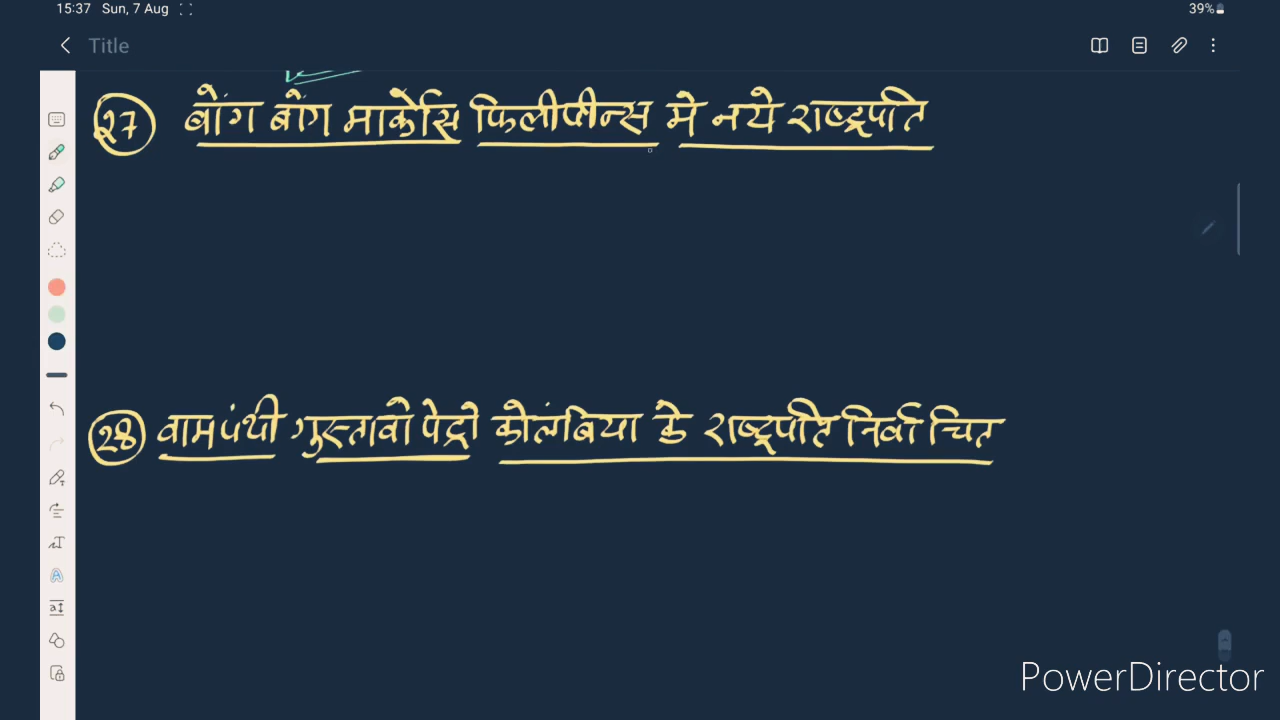 15:37 Sun, 7 Aug
39%
Title
27 बोंग बोंग मार्कोस फिलीपीन्स मे नये राष्ट्रपति
28 वामपंथी गुस्तावो पेद्रो कोलंबिया के राष्ट्रपति निर्वाचित
PowerDirector